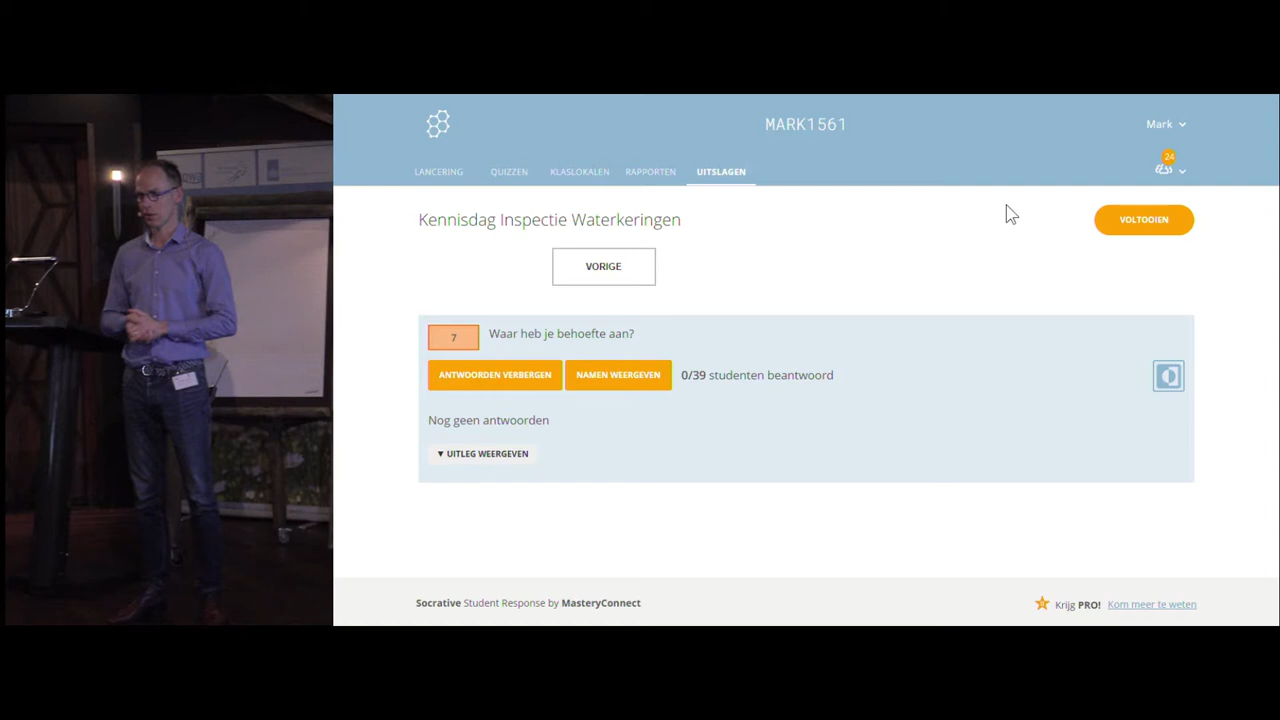 MARK1561
Mark
24
LANCERING QUIZZEN KLASLOKALEN RAPPORTEN UITSLAGEN
Kennisdag Inspectie Waterkeringen
VOLTOOIEN
VORIGE
7 Waar heb je behoefte aan?
ANTWOORDEN VERBERGEN NAMEN WEERGEVEN 0/39 studenten beantwoord
Nog geen antwoorden
▼ UITLEG WEERGEVEN
Socrative Student Response by MasteryConnect
Krijg PRO! Kom meer te weten